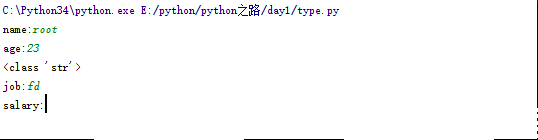 C:\Python34\python.exe E:/python/python之路/day1/type.py
name:root
age:23
<class 'str'>
job:fd
salary: